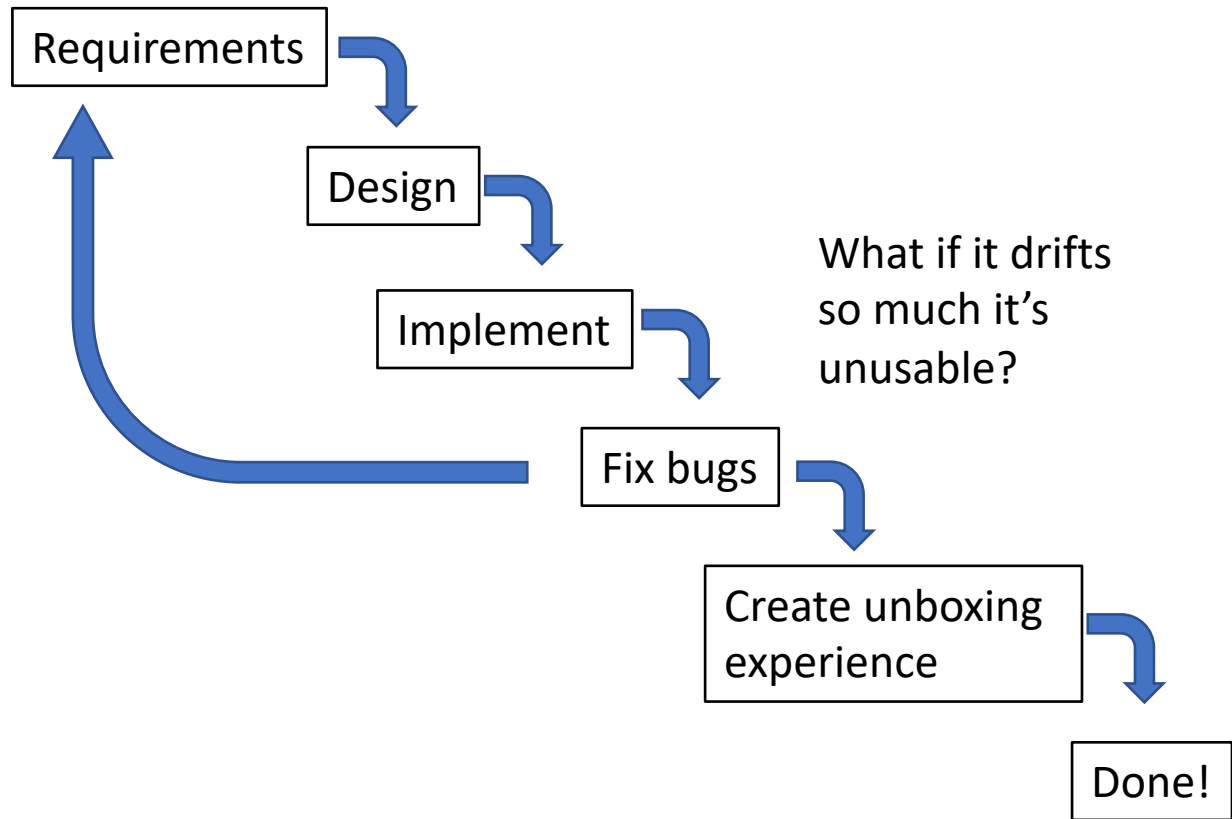 Requirements
Design
What if it drifts
so much it’s
unusable?
Implement
Fix bugs
Create unboxing
experience
Done!